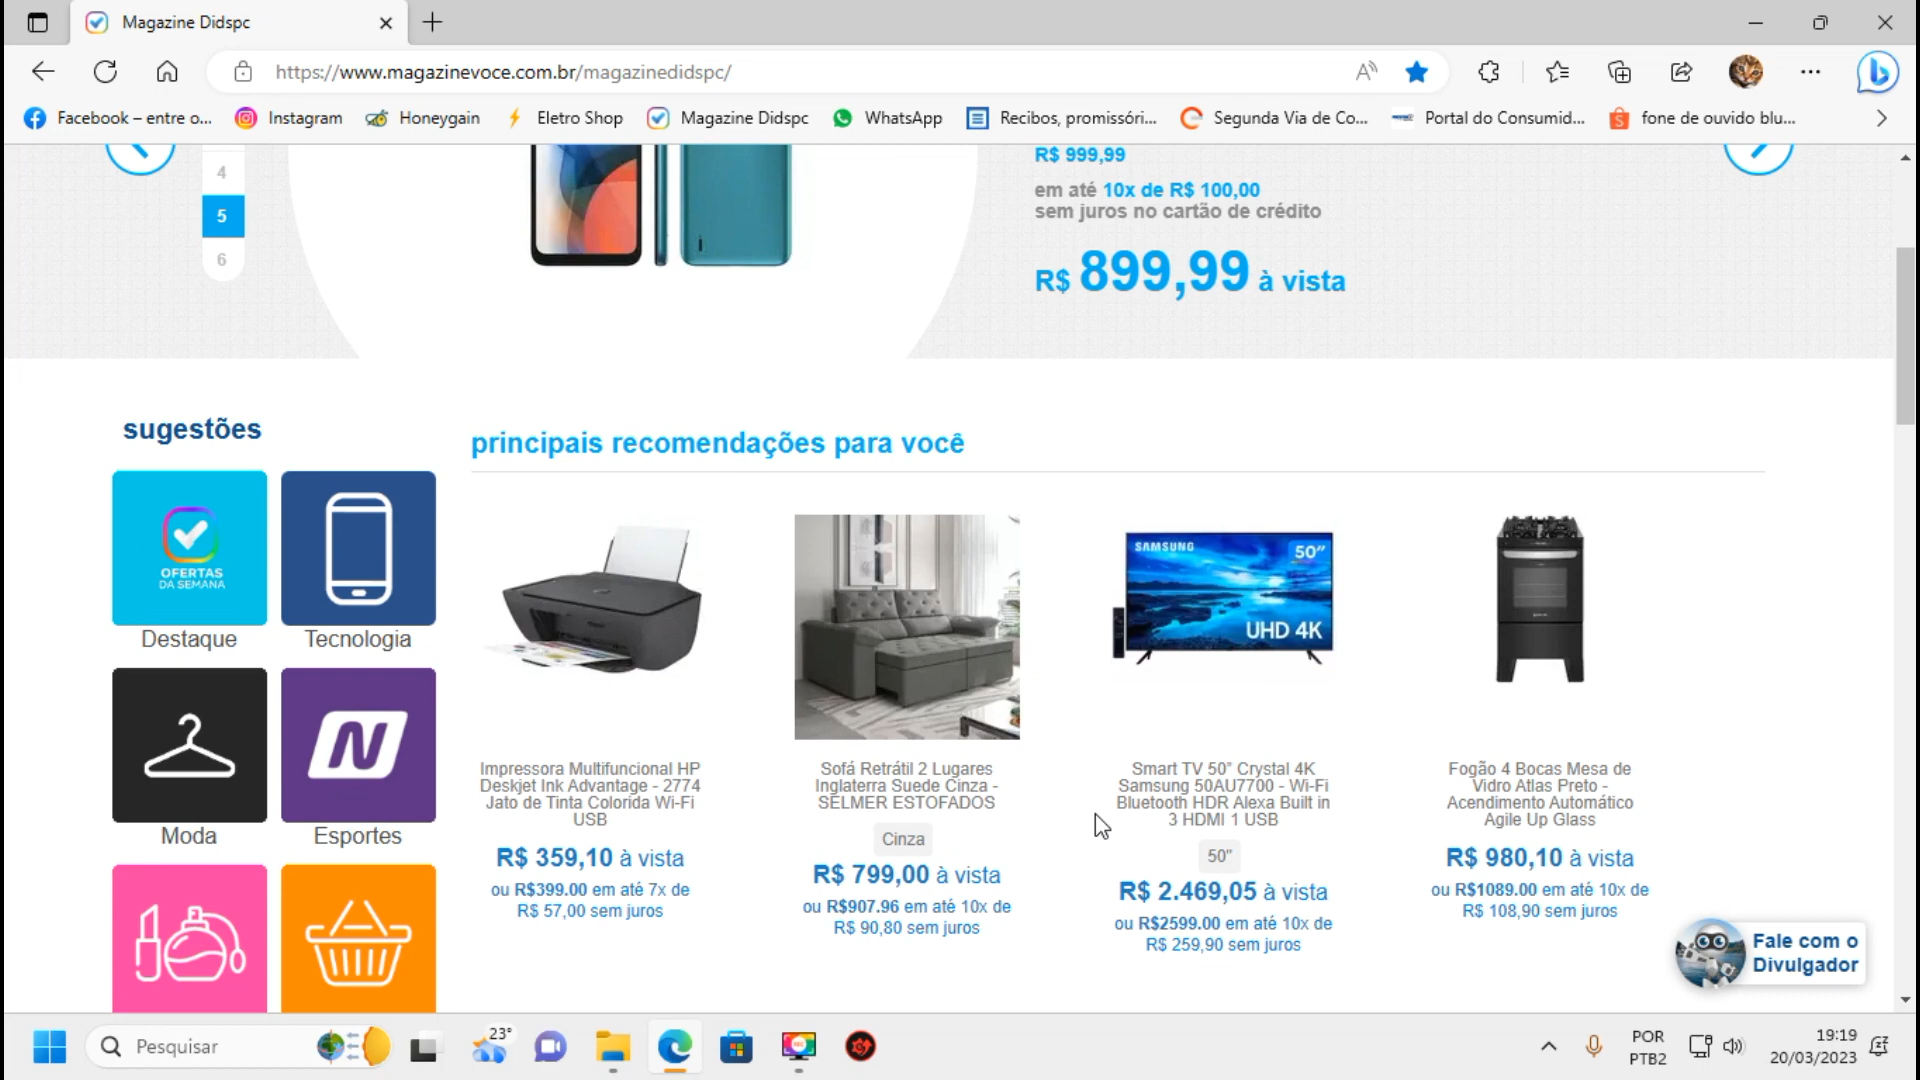 Magazine Didspc
https://www.magazinevoce.com.br/magazinedidspc/
Facebook – entre o...
Instagram
Honeygain
Eletro Shop
Magazine Didspc
WhatsApp
Recibos, promissóri...
Segunda Via de Co...
Portal do Consumid...
fone de ouvido blu...
4
5
6
R$ 999,99
em até 10x de R$ 100,00
sem juros no cartão de crédito
R$ 899,99 à vista
sugestões
OFERTAS
DA SEMANA
Destaque
Tecnologia
Moda
Esportes
principais recomendações para você
Impressora Multifuncional HP
Deskjet Ink Advantage - 2774
Jato de Tinta Colorida Wi-Fi
USB
R$ 359,10 à vista
ou R$399.00 em até 7x de
R$ 57,00 sem juros
Sofá Retrátil 2 Lugares
Inglaterra Suede Cinza -
SELMER ESTOFADOS
Cinza
R$ 799,00 à vista
ou R$907.96 em até 10x de
R$ 90,80 sem juros
SAMSUNG
50”
UHD 4K
Smart TV 50” Crystal 4K
Samsung 50AU7700 - Wi-Fi
Bluetooth HDR Alexa Built in
3 HDMI 1 USB
50”
R$ 2.469,05 à vista
ou R$2599.00 em até 10x de
R$ 259,90 sem juros
Fogão 4 Bocas Mesa de
Vidro Atlas Preto -
Acendimento Automático
Agile Up Glass
R$ 980,10 à vista
ou R$1089.00 em até 10x de
R$ 108,90 sem juros
Fale com o
Divulgador
Pesquisar
23°
POR
PTB2
19:19
20/03/2023